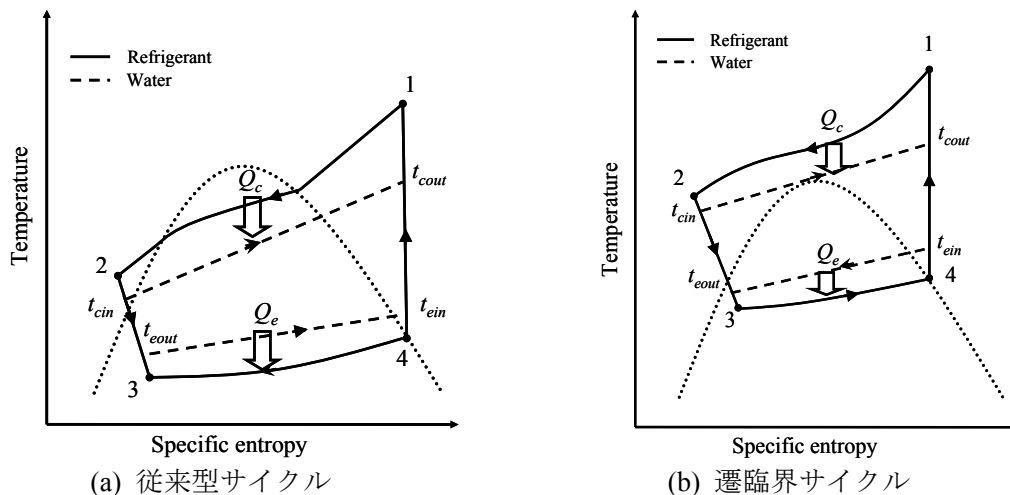 Refrigerant
Water
1
t_cout
Q_c
2
t_cin
t_eout
Q_e
t_ein
3
4
Temperature
Specific entropy
(a) 従来型サイクル
Refrigerant
Water
1
Q_c
t_cout
2
t_cin
t_ein
Q_e
t_eout
4
3
Temperature
Specific entropy
(b) 遷臨界サイクル